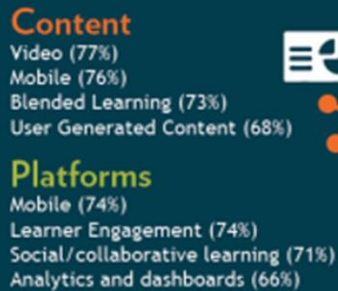 Content
Video (77%)
Mobile (76%)
Blended Learning (73%)
User Generated Content (68%)
Platforms
Mobile (74%)
Learner Engagement (74%)
Social/collaborative learning (71%)
Analytics and dashboards (66%)